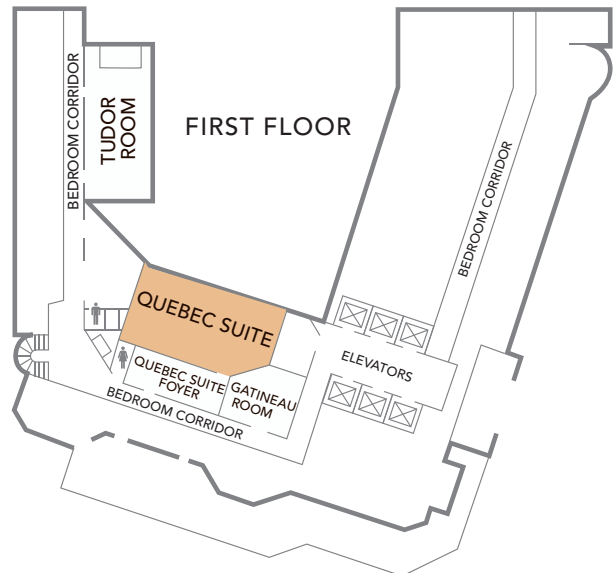 BEDROOM CORRIDOR
TUDOR
ROOM
FIRST FLOOR
BEDROOM CORRIDOR
QUEBEC SUITE
ELEVATORS
QUEBEC SUITE
FOYER
GATINEAU
ROOM
BEDROOM CORRIDOR